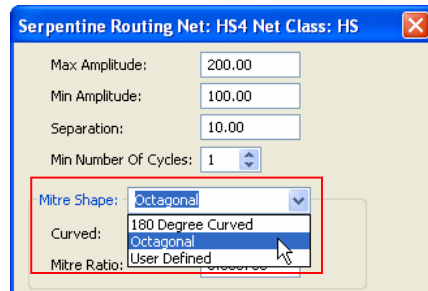 Serpentine Routing Net: HS4 Net Class: HS
Max Amplitude: 200.00
Min Amplitude: 100.00
Separation: 10.00
Min Number Of Cycles: 1
Mitre Shape: Octagonal
180 Degree Curved
Curved:
Octagonal
User Defined
Mitre Ratio: